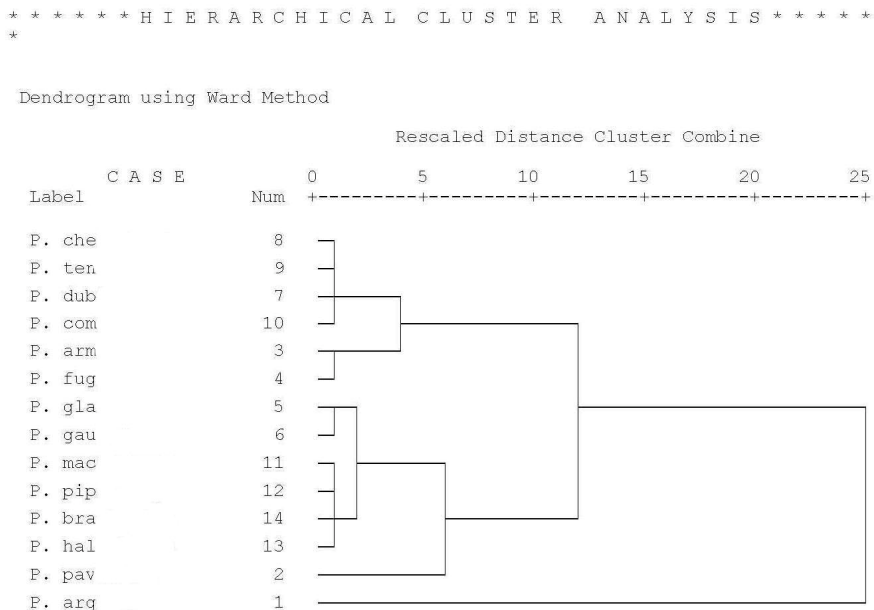 * * * * * * H I E R A R C H I C A L C L U S T E R A N A L Y S I S * * * * *
*
Dendrogram using Ward Method
Rescaled Distance Cluster Combine
C A S E 0 5 10 15 20 25
Label Num +---------+---------+---------+---------+---------+
P. che 8
P. ten 9
P. dub 7
P. com 10
P. arm 3
P. fug 4
P. gla 5
P. gau 6
P. mac 11
P. pip 12
P. bra 14
P. hal 13
P. pav 2
P. arg 1